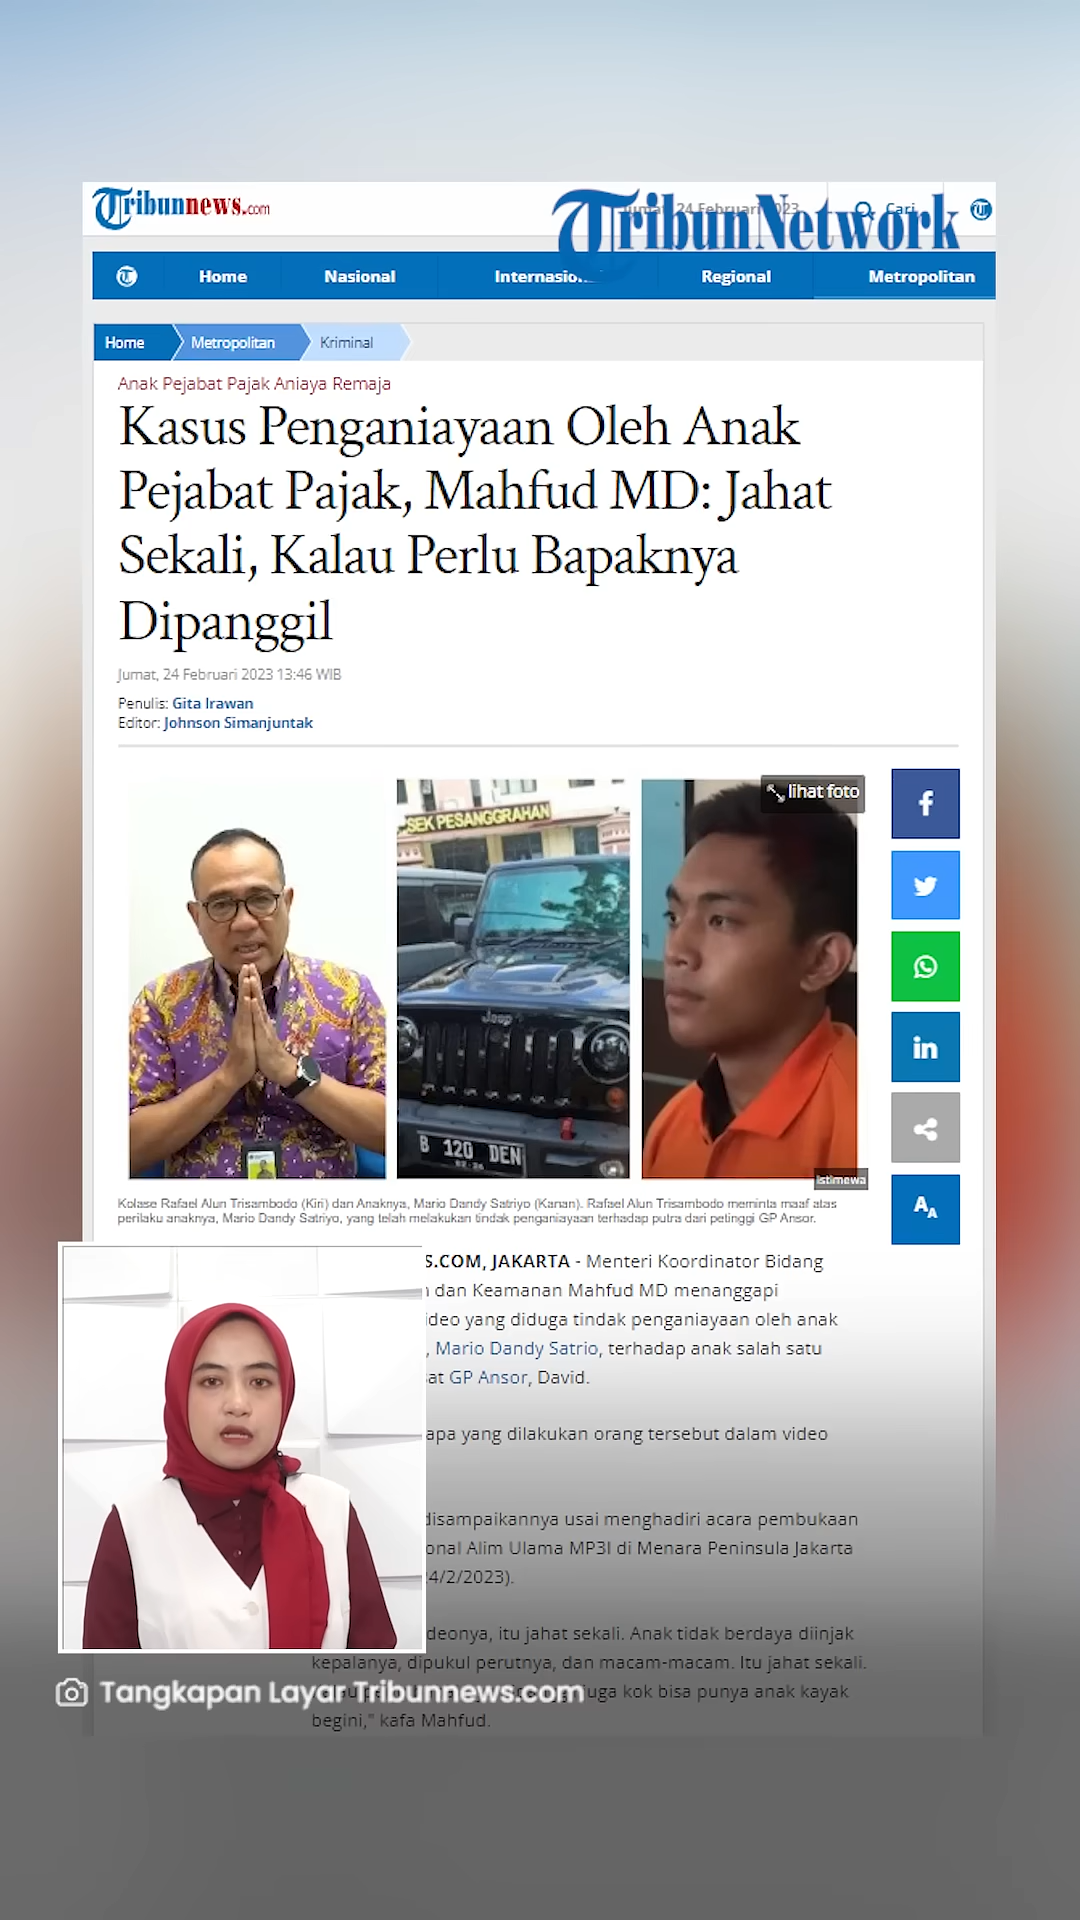 Tribunnews.com
Jumat, 24 Februari 2023
Cari
TribunNetwork
Home
Nasional
Regional
Metropolitan
Home
Metropolitan
Kriminal
Anak Pejabat Pajak Aniaya Remaja
Kasus Penganiayaan Oleh Anak
Pejabat Pajak, Mahfud MD: Jahat
Sekali, Kalau Perlu Bapaknya
Dipanggil
Jumat, 24 Februari 2023 13:46 WIB
Penulis: Gita Irawan
Editor: Johnson Simanjuntak
lihat foto
SEK PESANGGRAHAN
Jeep
B 120 DEN
istimewa
Kolase Rafael Alun Trisambodo (Kiri) dan Anaknya, Mario Dandy Satriyo (Kanan). Rafael Alun Trisambodo meminta maaf atas
perilaku anaknya, Mario Dandy Satriyo, yang telah melakukan tindak penganiayaan terhadap putra dari petinggi GP Ansor.
S.COM, JAKARTA - Menteri Koordinator Bidang
dan Keamanan Mahfud MD menanggapi
ideo yang diduga tindak penganiayaan oleh anak
, Mario Dandy Satrio, terhadap anak salah satu
at GP Ansor, David.
apa yang dilakukan orang tersebut dalam video
disampaikannya usai menghadiri acara pembukaan
onal Alim Ulama MP3I di Menara Peninsula Jakarta
4/2/2023).
deonya, itu jahat sekali. Anak tidak berdaya diinjak
kepalanya, dipukul perutnya, dan macam-macam. Itu jahat sekali.
juga kok bisa punya anak kayak
begini," kafa Mahfud.
Tangkapan Layar Tribunnews.com